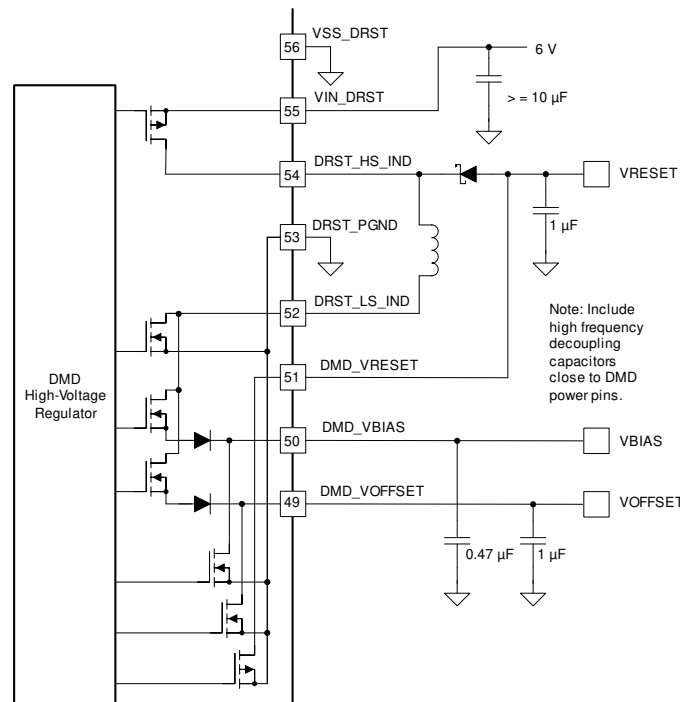 56
VSS_DRST
6 V
55
VIN_DRST
> = 10 µF
54
DRST_HS_IND
VRESET
1 µF
53
DRST_PGND
52
DRST_LS_IND
Note: Include
high frequency
decoupling
capacitors
close to DMD
power pins.
DMD
High-Voltage
Regulator
51
DMD_VRESET
50
DMD_VBIAS
VBIAS
49
DMD_VOFFSET
VOFFSET
0.47 µF
1 µF